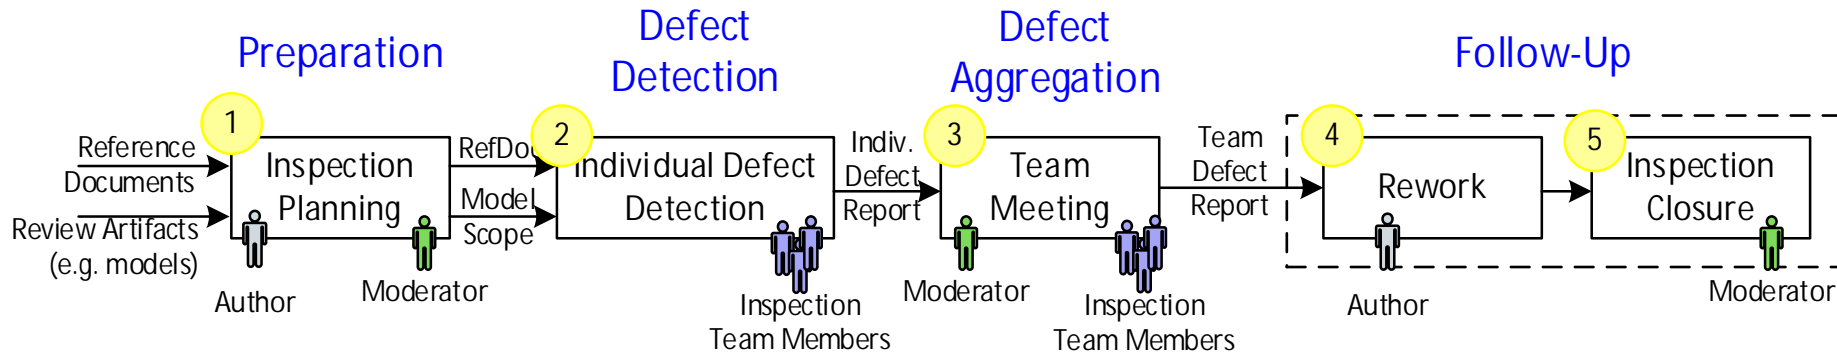 Preparation
Defect
Detection
Defect
Aggregation
Follow-Up
1
Reference
Documents
Review Artifacts
(e.g. models)
Inspection
Planning
Author
Moderator
RefDoc
Model
Scope
2
Individual Defect
Detection
Inspection
Team Members
Indiv.
Defect
Report
3
Team
Meeting
Moderator
Inspection
Team Members
Team
Defect
Report
4
Rework
Author
5
Inspection
Closure
Moderator